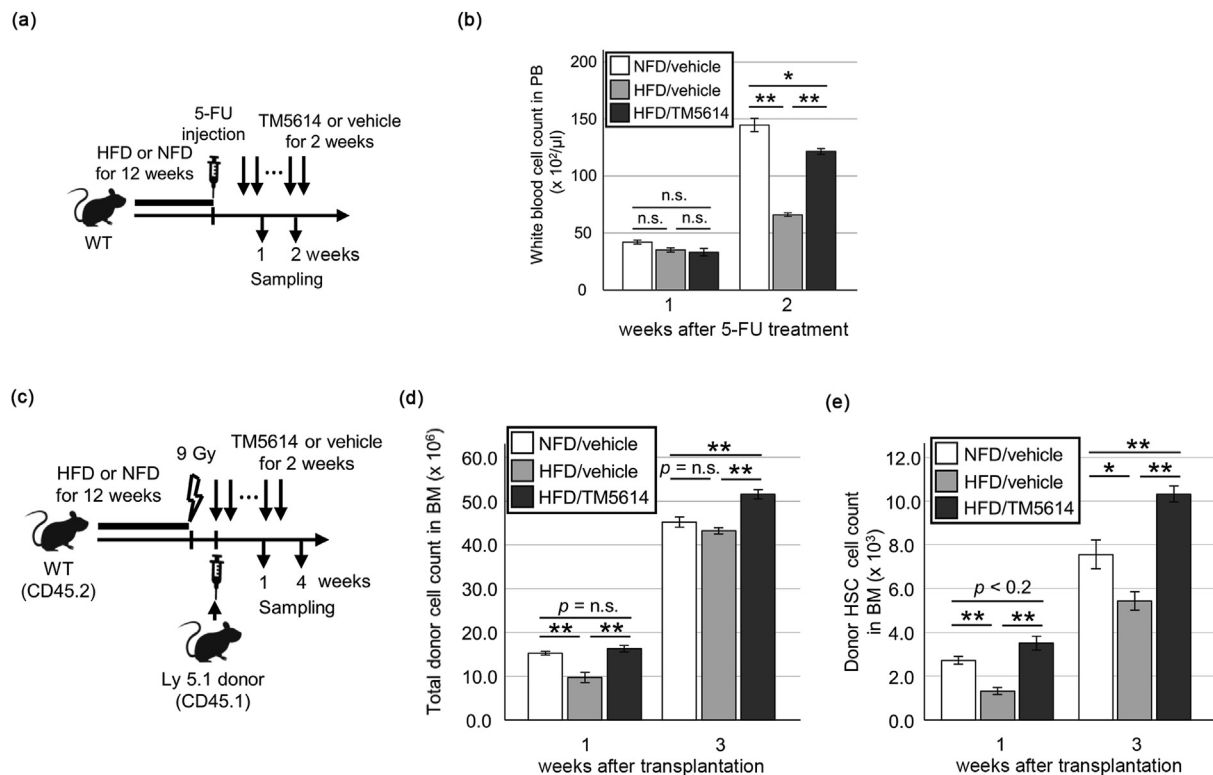 (a)
5-FU
injection
TM5614 or vehicle
for 2 weeks
HFD or NFD
for 12 weeks
...
WT
1
2 weeks
Sampling
(b)
NFD/vehicle
HFD/vehicle
HFD/TM5614
White blood cell count in PB
(x 10²/μl)
200
150
100
50
0
n.s.
n.s.
n.s.
*
**
**
1
2
weeks after 5-FU treatment
(c)
9 Gy
TM5614 or vehicle
for 2 weeks
HFD or NFD
for 12 weeks
...
WT
(CD45.2)
1
4 weeks
Sampling
Ly 5.1 donor
(CD45.1)
(d)
NFD/vehicle
HFD/vehicle
HFD/TM5614
Total donor cell count in BM (x 10⁶)
60.0
50.0
40.0
30.0
20.0
10.0
0.0
p = n.s.
**
**
**
p = n.s.
**
1
3
weeks after transplantation
(e)
NFD/vehicle
HFD/vehicle
HFD/TM5614
Donor HSC cell count
in BM (x 10³)
12.0
10.0
8.0
6.0
4.0
2.0
0.0
p < 0.2
**
**
**
*
**
1
3
weeks after transplantation